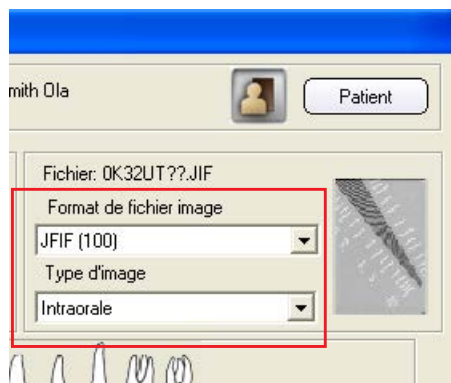 mith Ola
Patient
Fichier: 0K32UT??.JIF
Format de fichier image
JFIF (100)
Type d'image
Intraorale